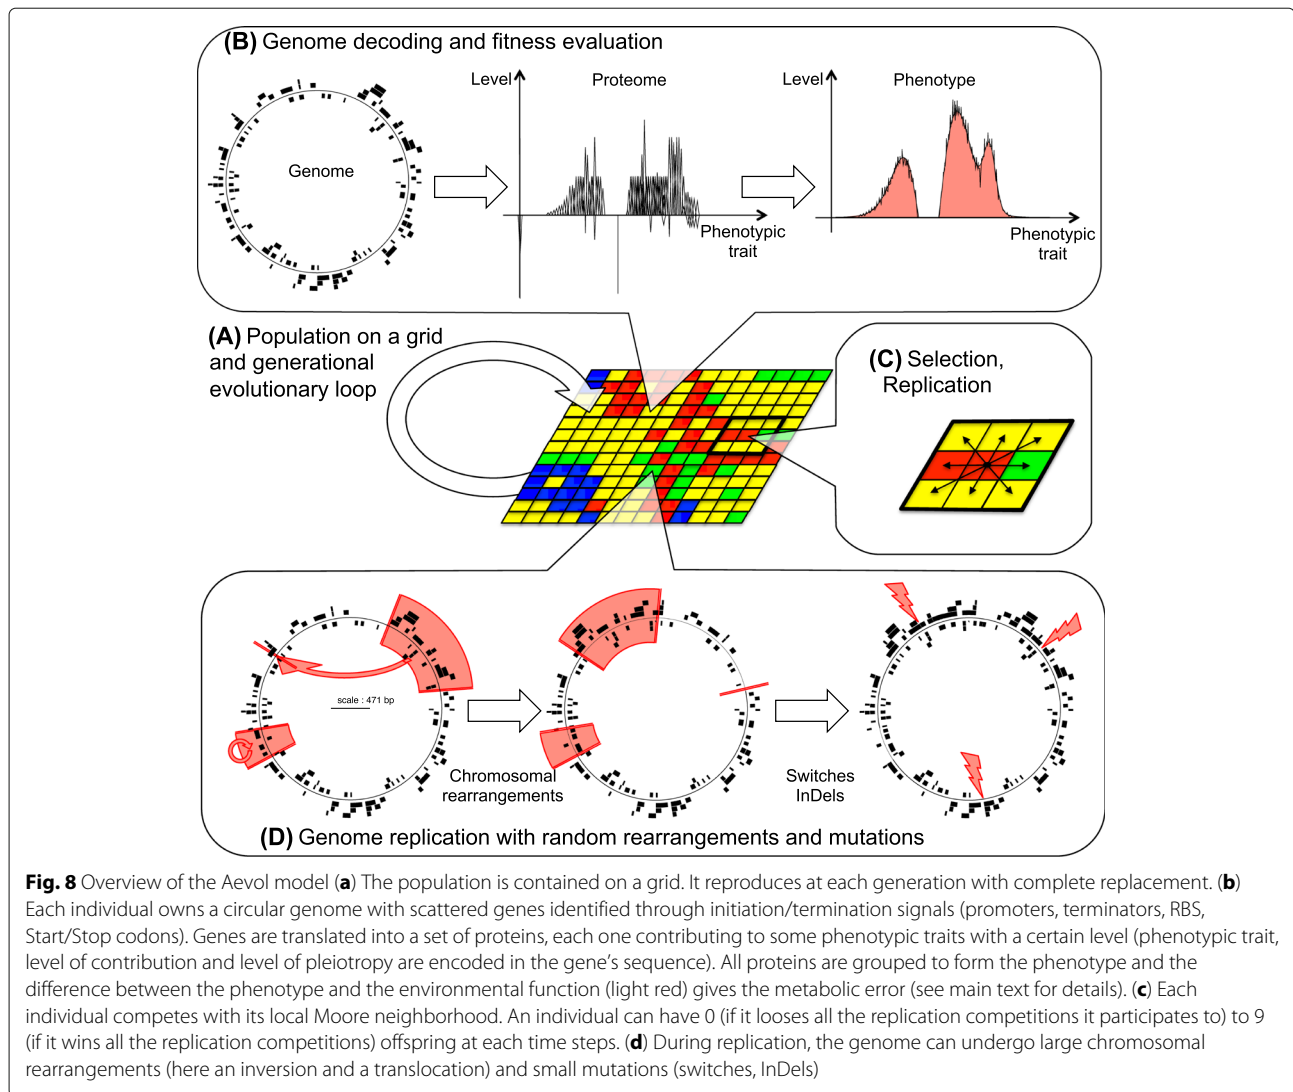 (B) Genome decoding and fitness evaluation
Level
Proteome
Level
Phenotype
Genome
Phenotypic
trait
Phenotypic
trait
(A) Population on a grid
and generational
evolutionary loop
(C) Selection,
Replication
scale : 471 bp
Chromosomal
rearrangements
Switches
InDels
(D) Genome replication with random rearrangements and mutations
Fig. 8 Overview of the Aevol model (a) The population is contained on a grid. It reproduces at each generation with complete replacement. (b)
Each individual owns a circular genome with scattered genes identified through initiation/termination signals (promoters, terminators, RBS,
Start/Stop codons). Genes are translated into a set of proteins, each one contributing to some phenotypic traits with a certain level (phenotypic trait,
level of contribution and level of pleiotropy are encoded in the gene's sequence). All proteins are grouped to form the phenotype and the
difference between the phenotype and the environmental function (light red) gives the metabolic error (see main text for details). (c) Each
individual competes with its local Moore neighborhood. An individual can have 0 (if it looses all the replication competitions it participates to) to 9
(if it wins all the replication competitions) offspring at each time steps. (d) During replication, the genome can undergo large chromosomal
rearrangements (here an inversion and a translocation) and small mutations (switches, InDels)